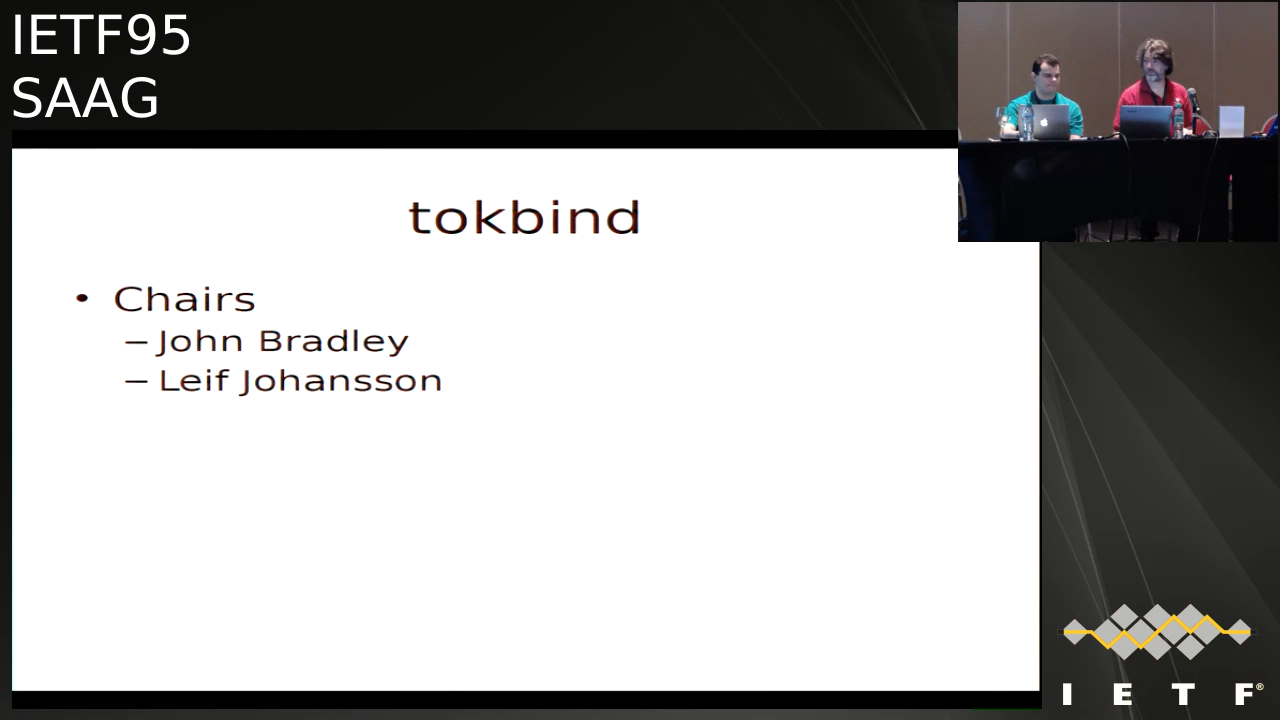 IETF95
SAAG
tokbind
• Chairs
– John Bradley
– Leif Johansson
I E T F®